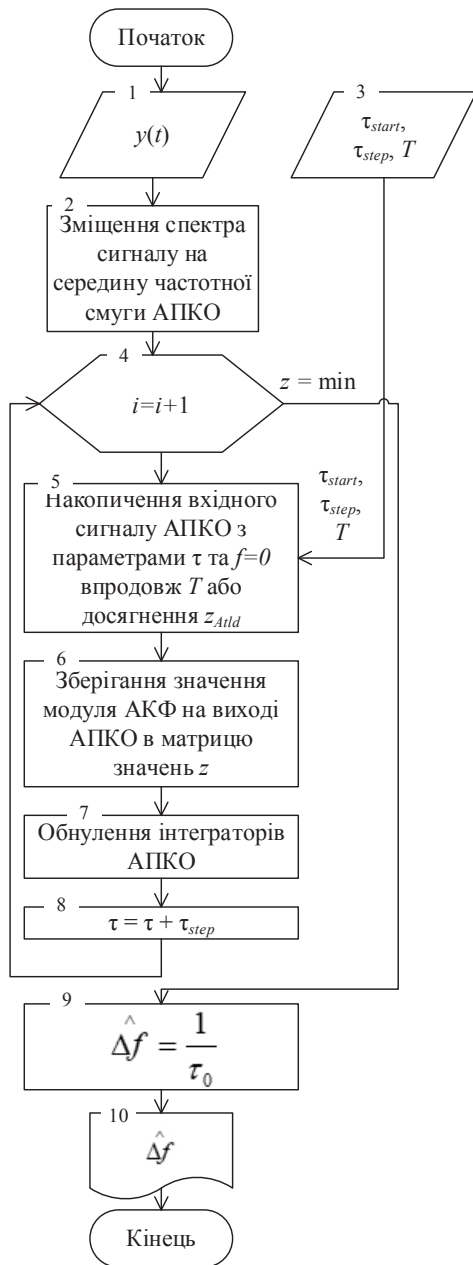 Початок
1
y(t)
3
τstart,
τstep, T
2
Зміщення спектра
сигналу на
середину частотної
смуги АПКО
4
i=i+1
z = min
τstart,
τstep,
T
5
Накопичення вхідного
сигналу АПКО з
параметрами τ та f=0
впродовж T або
досягнення zAtld
6
Зберігання значення
модуля АКФ на виході
АПКО в матрицю
значень z
7
Обнулення інтеграторів
АПКО
8
τ = τ + τstep
9
Δf̂ = 1/τ0
10
Δf̂
Кінець